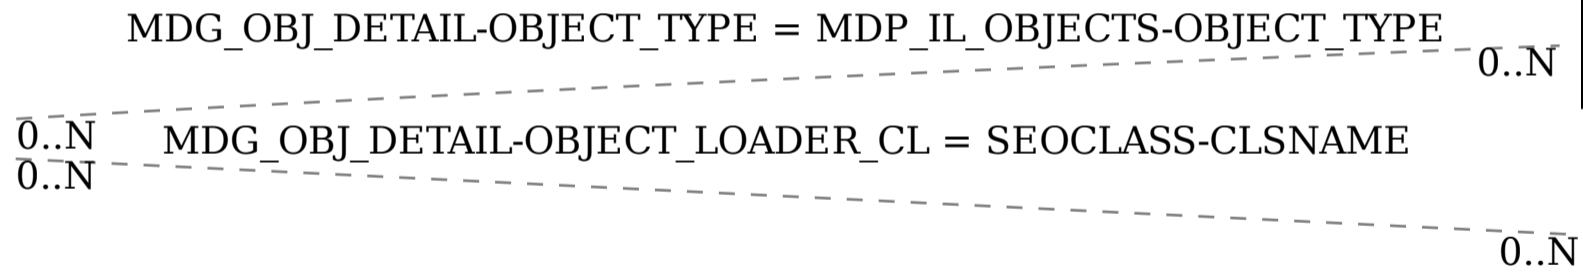 MDG_OBJ_DETAIL-OBJECT_TYPE = MDP_IL_OBJECTS-OBJECT_TYPE
0..N
0..N
MDG_OBJ_DETAIL-OBJECT_LOADER_CL = SEOCLASS-CLSNAME
0..N
0..N